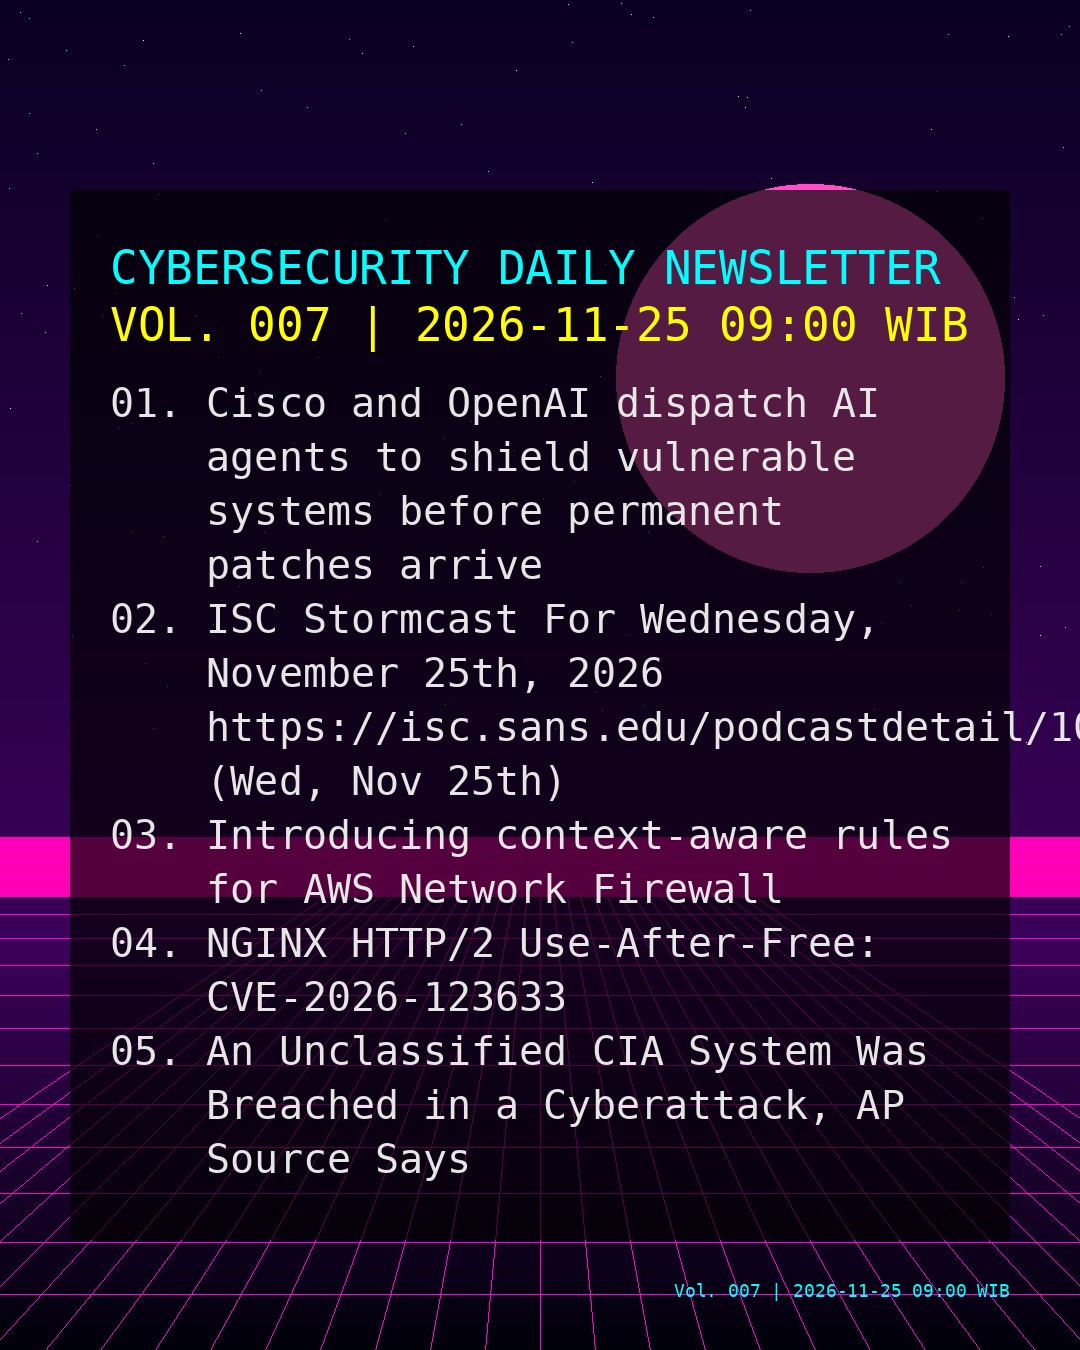 CYBERSECURITY DAILY NEWSLETTER
VOL. 007 | 2026-11-25 09:00 WIB
01. Cisco and OpenAI dispatch AI
agents to shield vulnerable
systems before permanent
patches arrive
02. ISC Stormcast For Wednesday,
November 25th, 2026
https://isc.sans.edu/podcastdetail/10
(Wed, Nov 25th)
03. Introducing context-aware rules
for AWS Network Firewall
04. NGINX HTTP/2 Use-After-Free:
CVE-2026-123633
05. An Unclassified CIA System Was
Breached in a Cyberattack, AP
Source Says
Vol. 007 | 2026-11-25 09:00 WIB